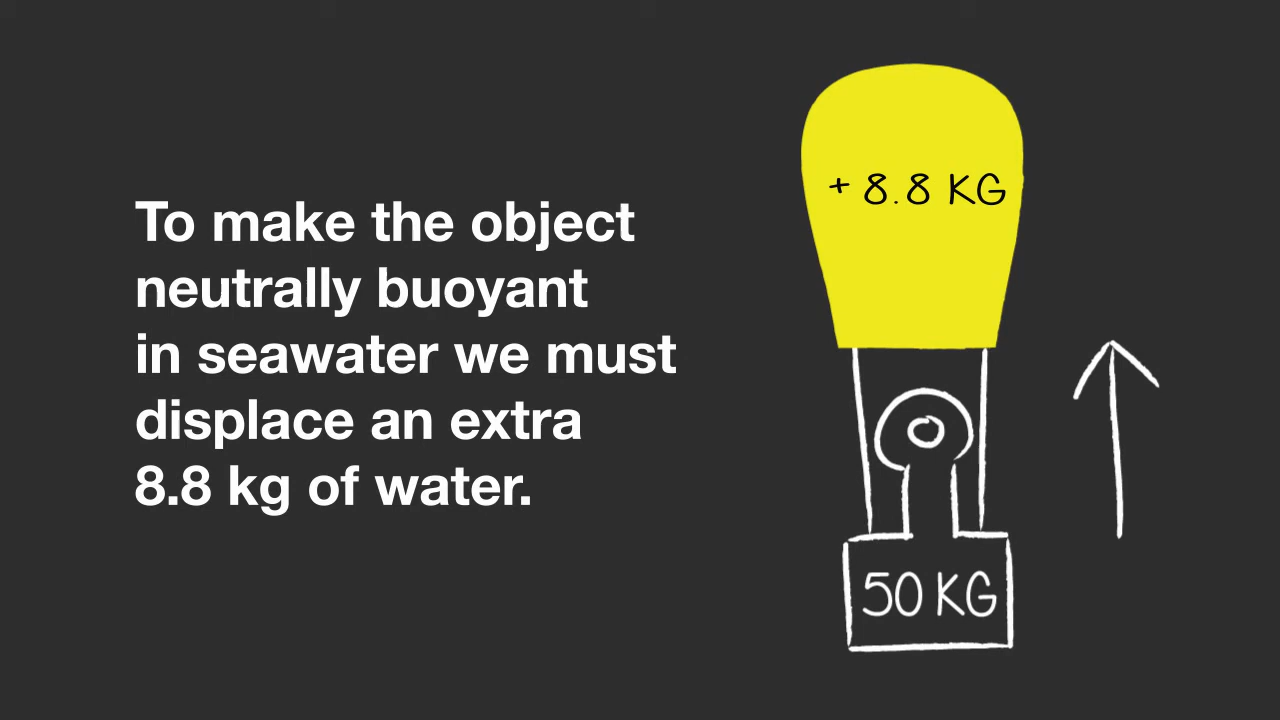 To make the object
neutrally buoyant
in seawater we must
displace an extra
8.8 kg of water.
+ 8.8 KG
50 KG